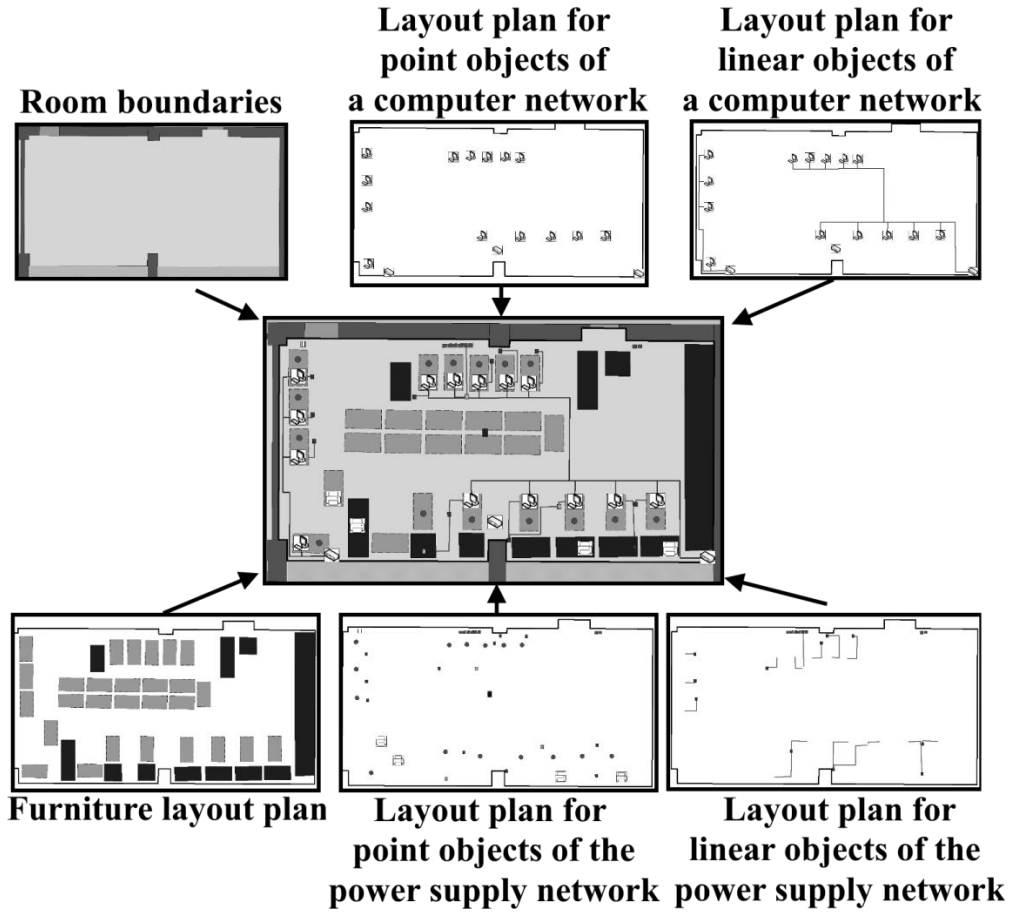 Room boundaries
Layout plan for
point objects of
a computer network
Layout plan for
linear objects of
a computer network
Furniture layout plan
Layout plan for
point objects of the
power supply network
Layout plan for
linear objects of the
power supply network